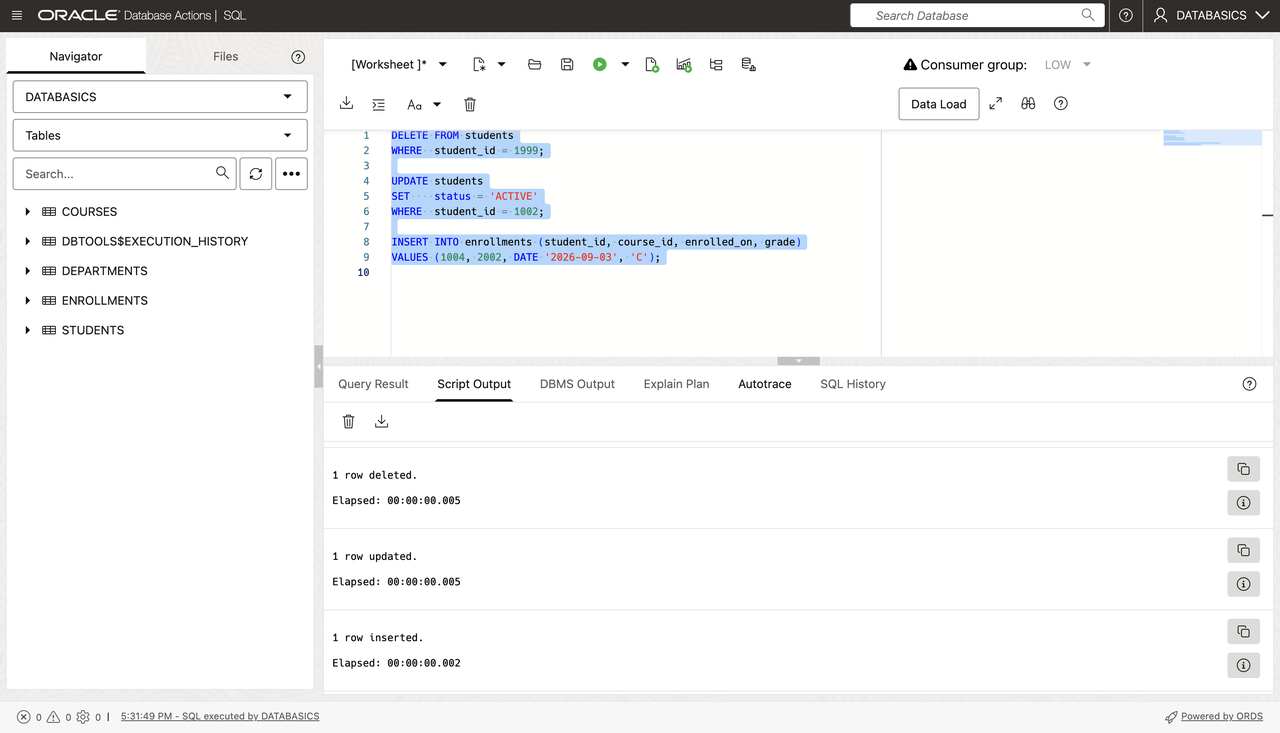 ORACLE Database Actions | SQL
Search Database
DATABASICS
Navigator
Files
DATABASICS
Tables
Search...
COURSES
DBTOOLS$EXECUTION_HISTORY
DEPARTMENTS
ENROLLMENTS
STUDENTS
[Worksheet ]*
Consumer group: LOW
Aa
Data Load
1 DELETE FROM students
2 WHERE student_id = 1999;
3
4 UPDATE students
5 SET status = 'ACTIVE'
6 WHERE student_id = 1002;
7
8 INSERT INTO enrollments (student_id, course_id, enrolled_on, grade)
9 VALUES (1004, 2002, DATE '2026-09-03', 'C');
10
Query Result Script Output DBMS Output Explain Plan Autotrace SQL History
1 row deleted.
Elapsed: 00:00:00.005
1 row updated.
Elapsed: 00:00:00.005
1 row inserted.
Elapsed: 00:00:00.002
0 0 0 | 5:31:49 PM - SQL executed by DATABASICS
Powered by ORDS